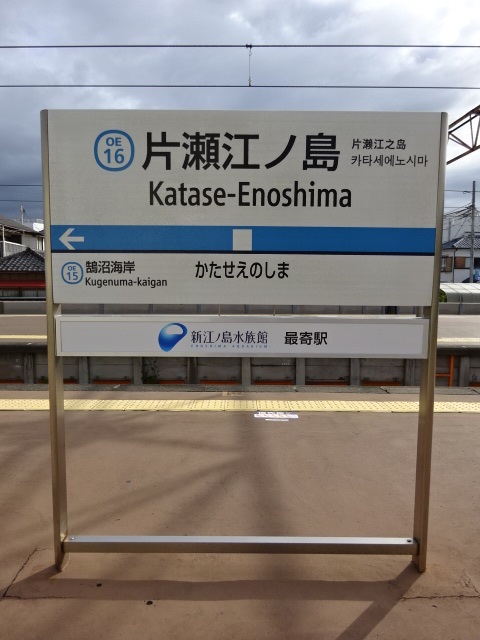 OE
16
片瀬江ノ島
片瀬江之岛
카타세에노시마
Katase-Enoshima
OE
15
鵠沼海岸
Kugenuma-kaigan
かたせえのしま
新江ノ島水族館 最寄駅
ENOSHIMA AQUARIUM